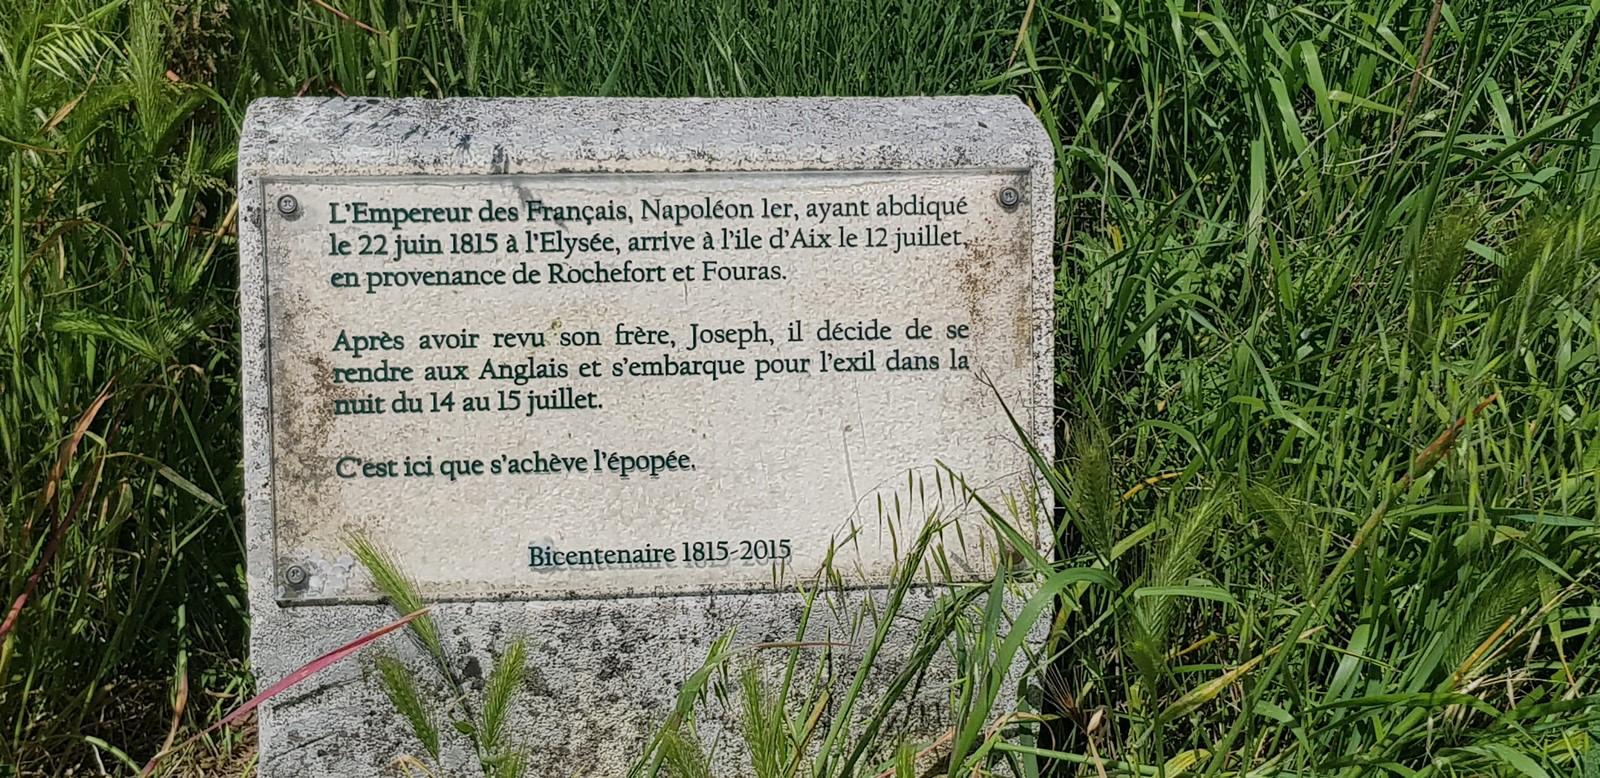 L'Empereur des Français, Napoléon 1er, ayant abdiqué
le 22 juin 1815 à l'Elysée, arrive à l'ile d'Aix le 12 juillet,
en provenance de Rochefort et Fouras.
Après avoir revu son frère, Joseph, il décide de se
rendre aux Anglais et s'embarque pour l'exil dans la
nuit du 14 au 15 juillet.
C'est ici que s'achève l'épopée.
Bicentenaire 1815-2015